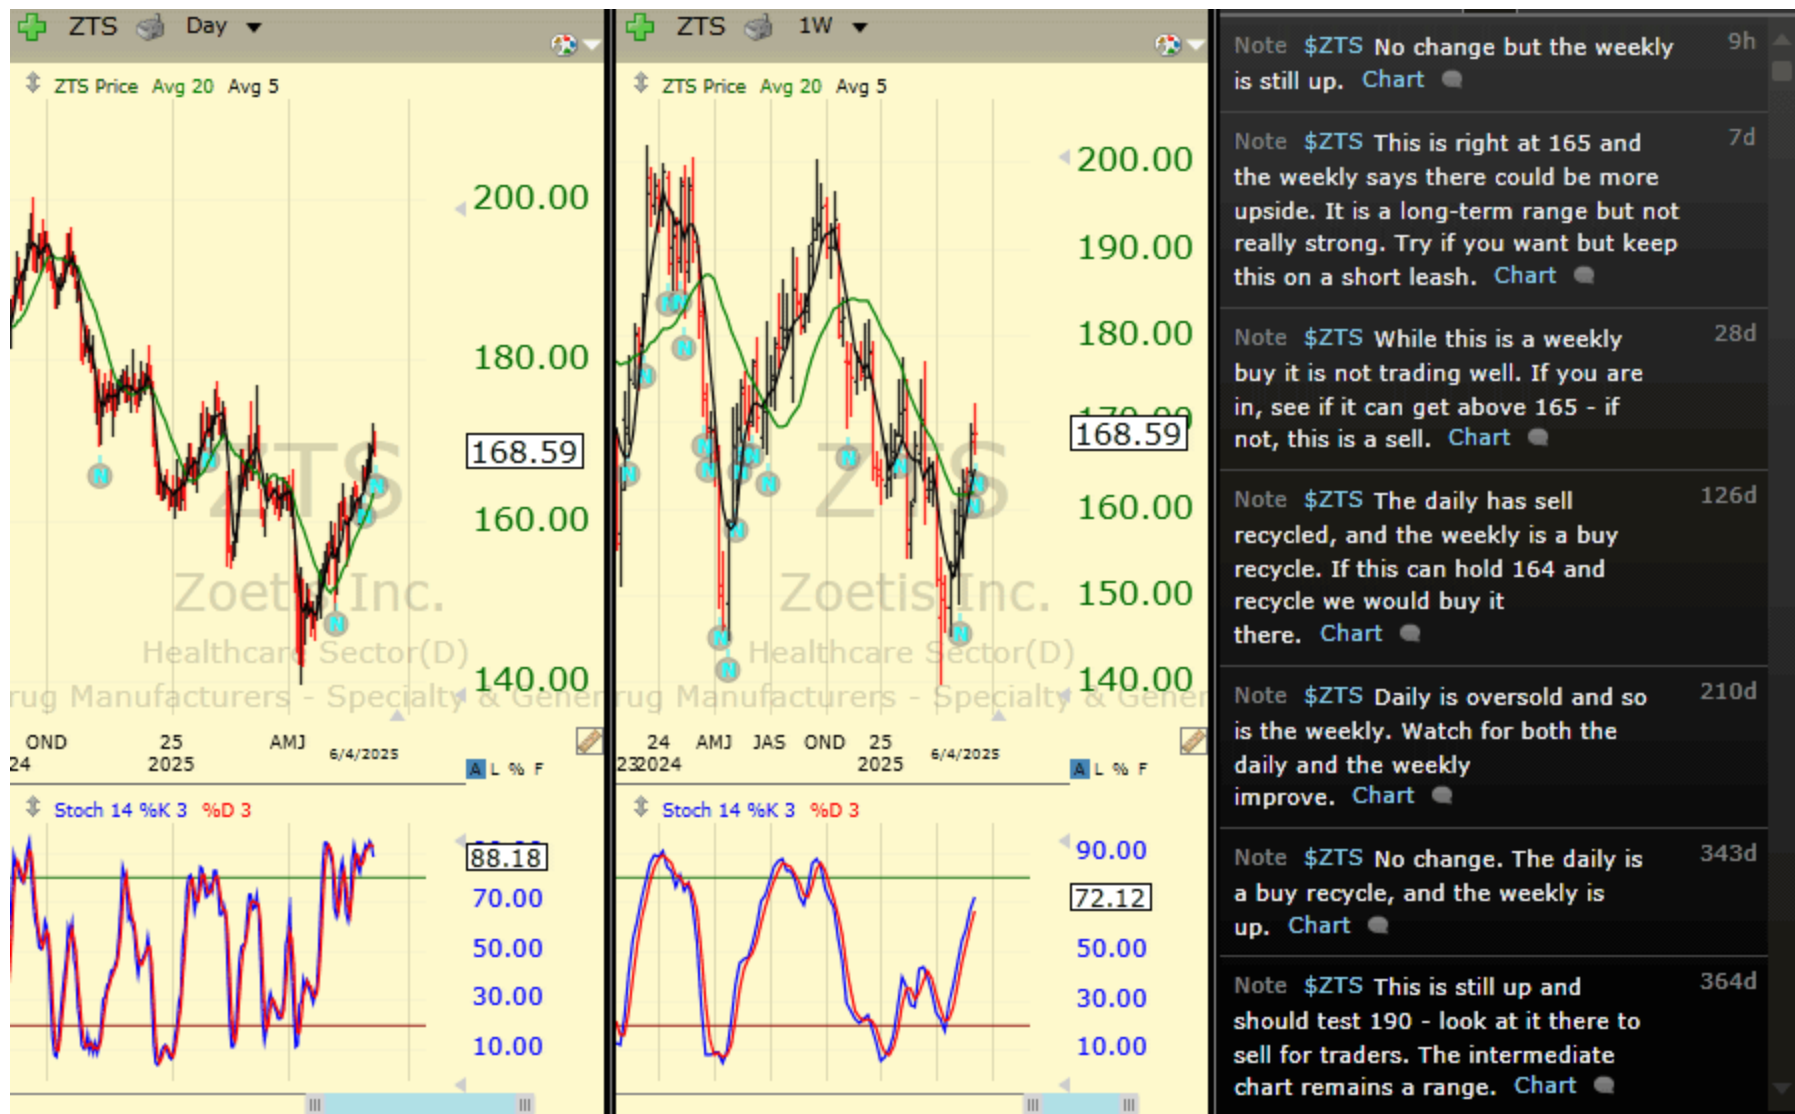 ZTS Day
ZTS Price Avg 20 Avg 5
200.00
180.00
168.59
ZTS
160.00
Zoetis Inc.
Healthcare Sector(D)
140.00
rug Manufacturers - Specialty & Gener
OND 25 AMJ
24 2025 6/4/2025
A L % F
Stoch 14 %K 3 %D 3
88.18
70.00
50.00
30.00
10.00
ZTS 1W
ZTS Price Avg 20 Avg 5
200.00
190.00
180.00
170.00
168.59
ZTS
160.00
150.00
Zoetis Inc.
Healthcare Sector(D)
140.00
rug Manufacturers - Specialty & Gener
24 AMJ JAS OND 25
2024 2025 6/4/2025
A L % F
Stoch 14 %K 3 %D 3
90.00
72.12
50.00
30.00
10.00
Note $ZTS No change but the weekly 9h
is still up. Chart
Note $ZTS This is right at 165 and 7d
the weekly says there could be more
upside. It is a long-term range but not
really strong. Try if you want but keep
this on a short leash. Chart
Note $ZTS While this is a weekly 28d
buy it is not trading well. If you are
in, see if it can get above 165 - if
not, this is a sell. Chart
Note $ZTS The daily has sell 126d
recycled, and the weekly is a buy
recycle. If this can hold 164 and
recycle we would buy it
there. Chart
Note $ZTS Daily is oversold and so 210d
is the weekly. Watch for both the
daily and the weekly
improve. Chart
Note $ZTS No change. The daily is 343d
a buy recycle, and the weekly is
up. Chart
Note $ZTS This is still up and 364d
should test 190 - look at it there to
sell for traders. The intermediate
chart remains a range. Chart